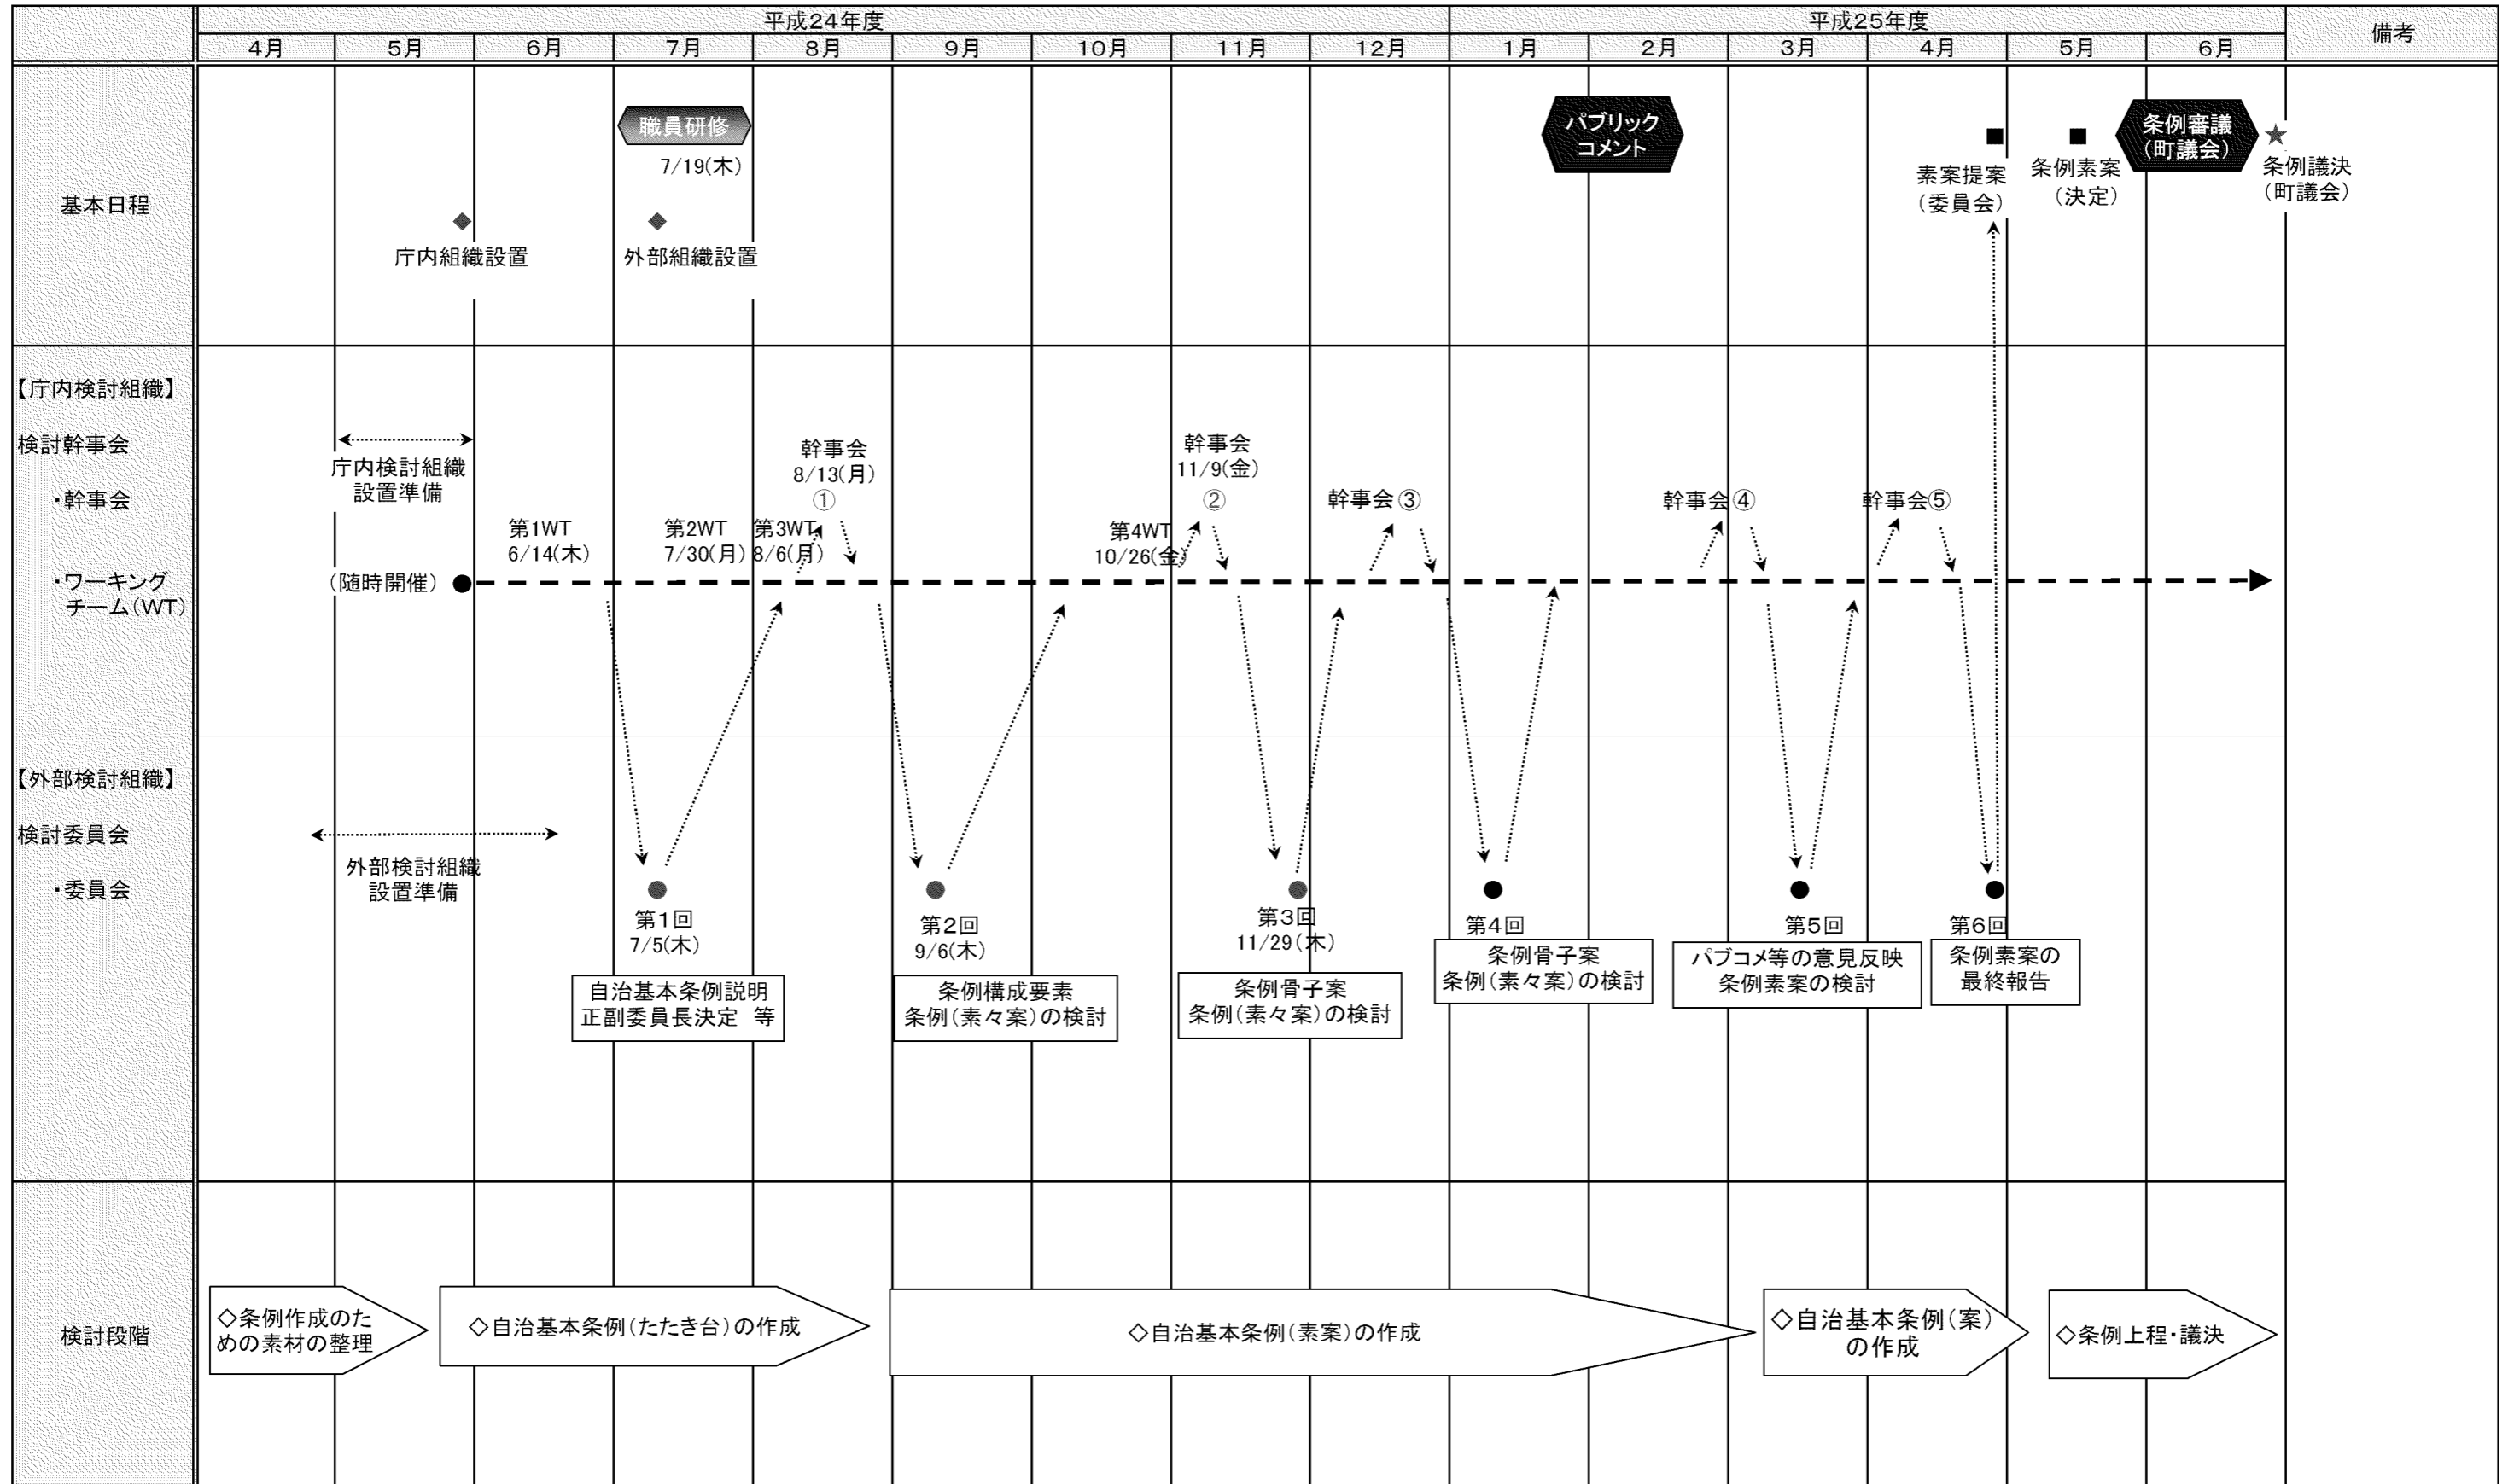 平成24年度
平成25年度
備考
4月
5月
6月
7月
8月
9月
10月
11月
12月
1月
2月
3月
4月
5月
6月
基本日程
職員研修
7/19(木)
◆
庁内組織設置
◆
外部組織設置
パブリック
コメント
■
素案提案
(委員会)
■
条例素案
(決定)
条例審議
(町議会)
★
条例議決
(町議会)
【庁内検討組織】
検討幹事会
・幹事会
・ワーキング
チーム(WT)
庁内検討組織
設置準備
(随時開催)
第1WT
6/14(木)
第2WT
7/30(月)
第3WT
8/6(月)
幹事会
8/13(月)
①
第4WT
10/26(金)
幹事会
11/9(金)
②
幹事会③
幹事会④
幹事会⑤
【外部検討組織】
検討委員会
・委員会
外部検討組織
設置準備
第1回
7/5(木)
自治基本条例説明
正副委員長決定 等
第2回
9/6(木)
条例構成要素
条例(素々案)の検討
第3回
11/29(木)
条例骨子案
条例(素々案)の検討
第4回
条例骨子案
条例(素々案)の検討
第5回
パブコメ等の意見反映
条例素案の検討
第6回
条例素案の
最終報告
検討段階
◇条例作成のた
めの素材の整理
◇自治基本条例(たたき台)の作成
◇自治基本条例(素案)の作成
◇自治基本条例(案)
の作成
◇条例上程・議決